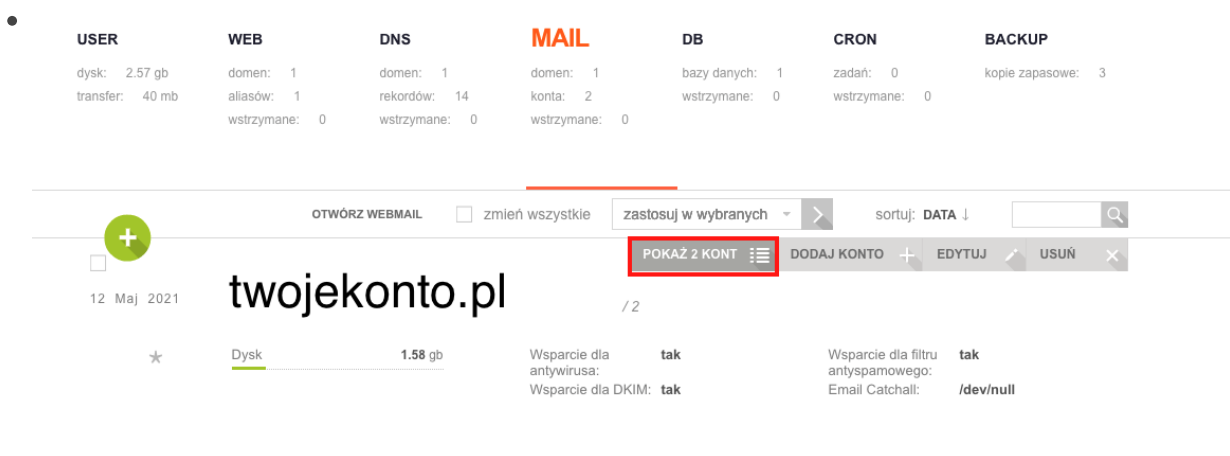 USER WEB DNS MAIL DB CRON BACKUP
dysk: 2.57 gb domen: 1 domen: 1 domen: 1 bazy danych: 1 zadań: 0 kopie zapasowe: 3
transfer: 40 mb aliasów: 1 rekordów: 14 konta: 2 wstrzymane: 0 wstrzymane: 0
wstrzymane: 0 wstrzymane: 0 wstrzymane: 0
OTWÓRZ WEBMAIL zmień wszystkie zastosuj w wybranych sortuj: DATA ↓
POKAŻ 2 KONT DODAJ KONTO EDYTUJ USUŃ
12 Maj 2021 twojekonto.pl / 2
Dysk 1.58 gb Wsparcie dla tak Wsparcie dla filtru tak
antywirusa: antyspamowego:
Wsparcie dla DKIM: tak Email Catchall: /dev/null